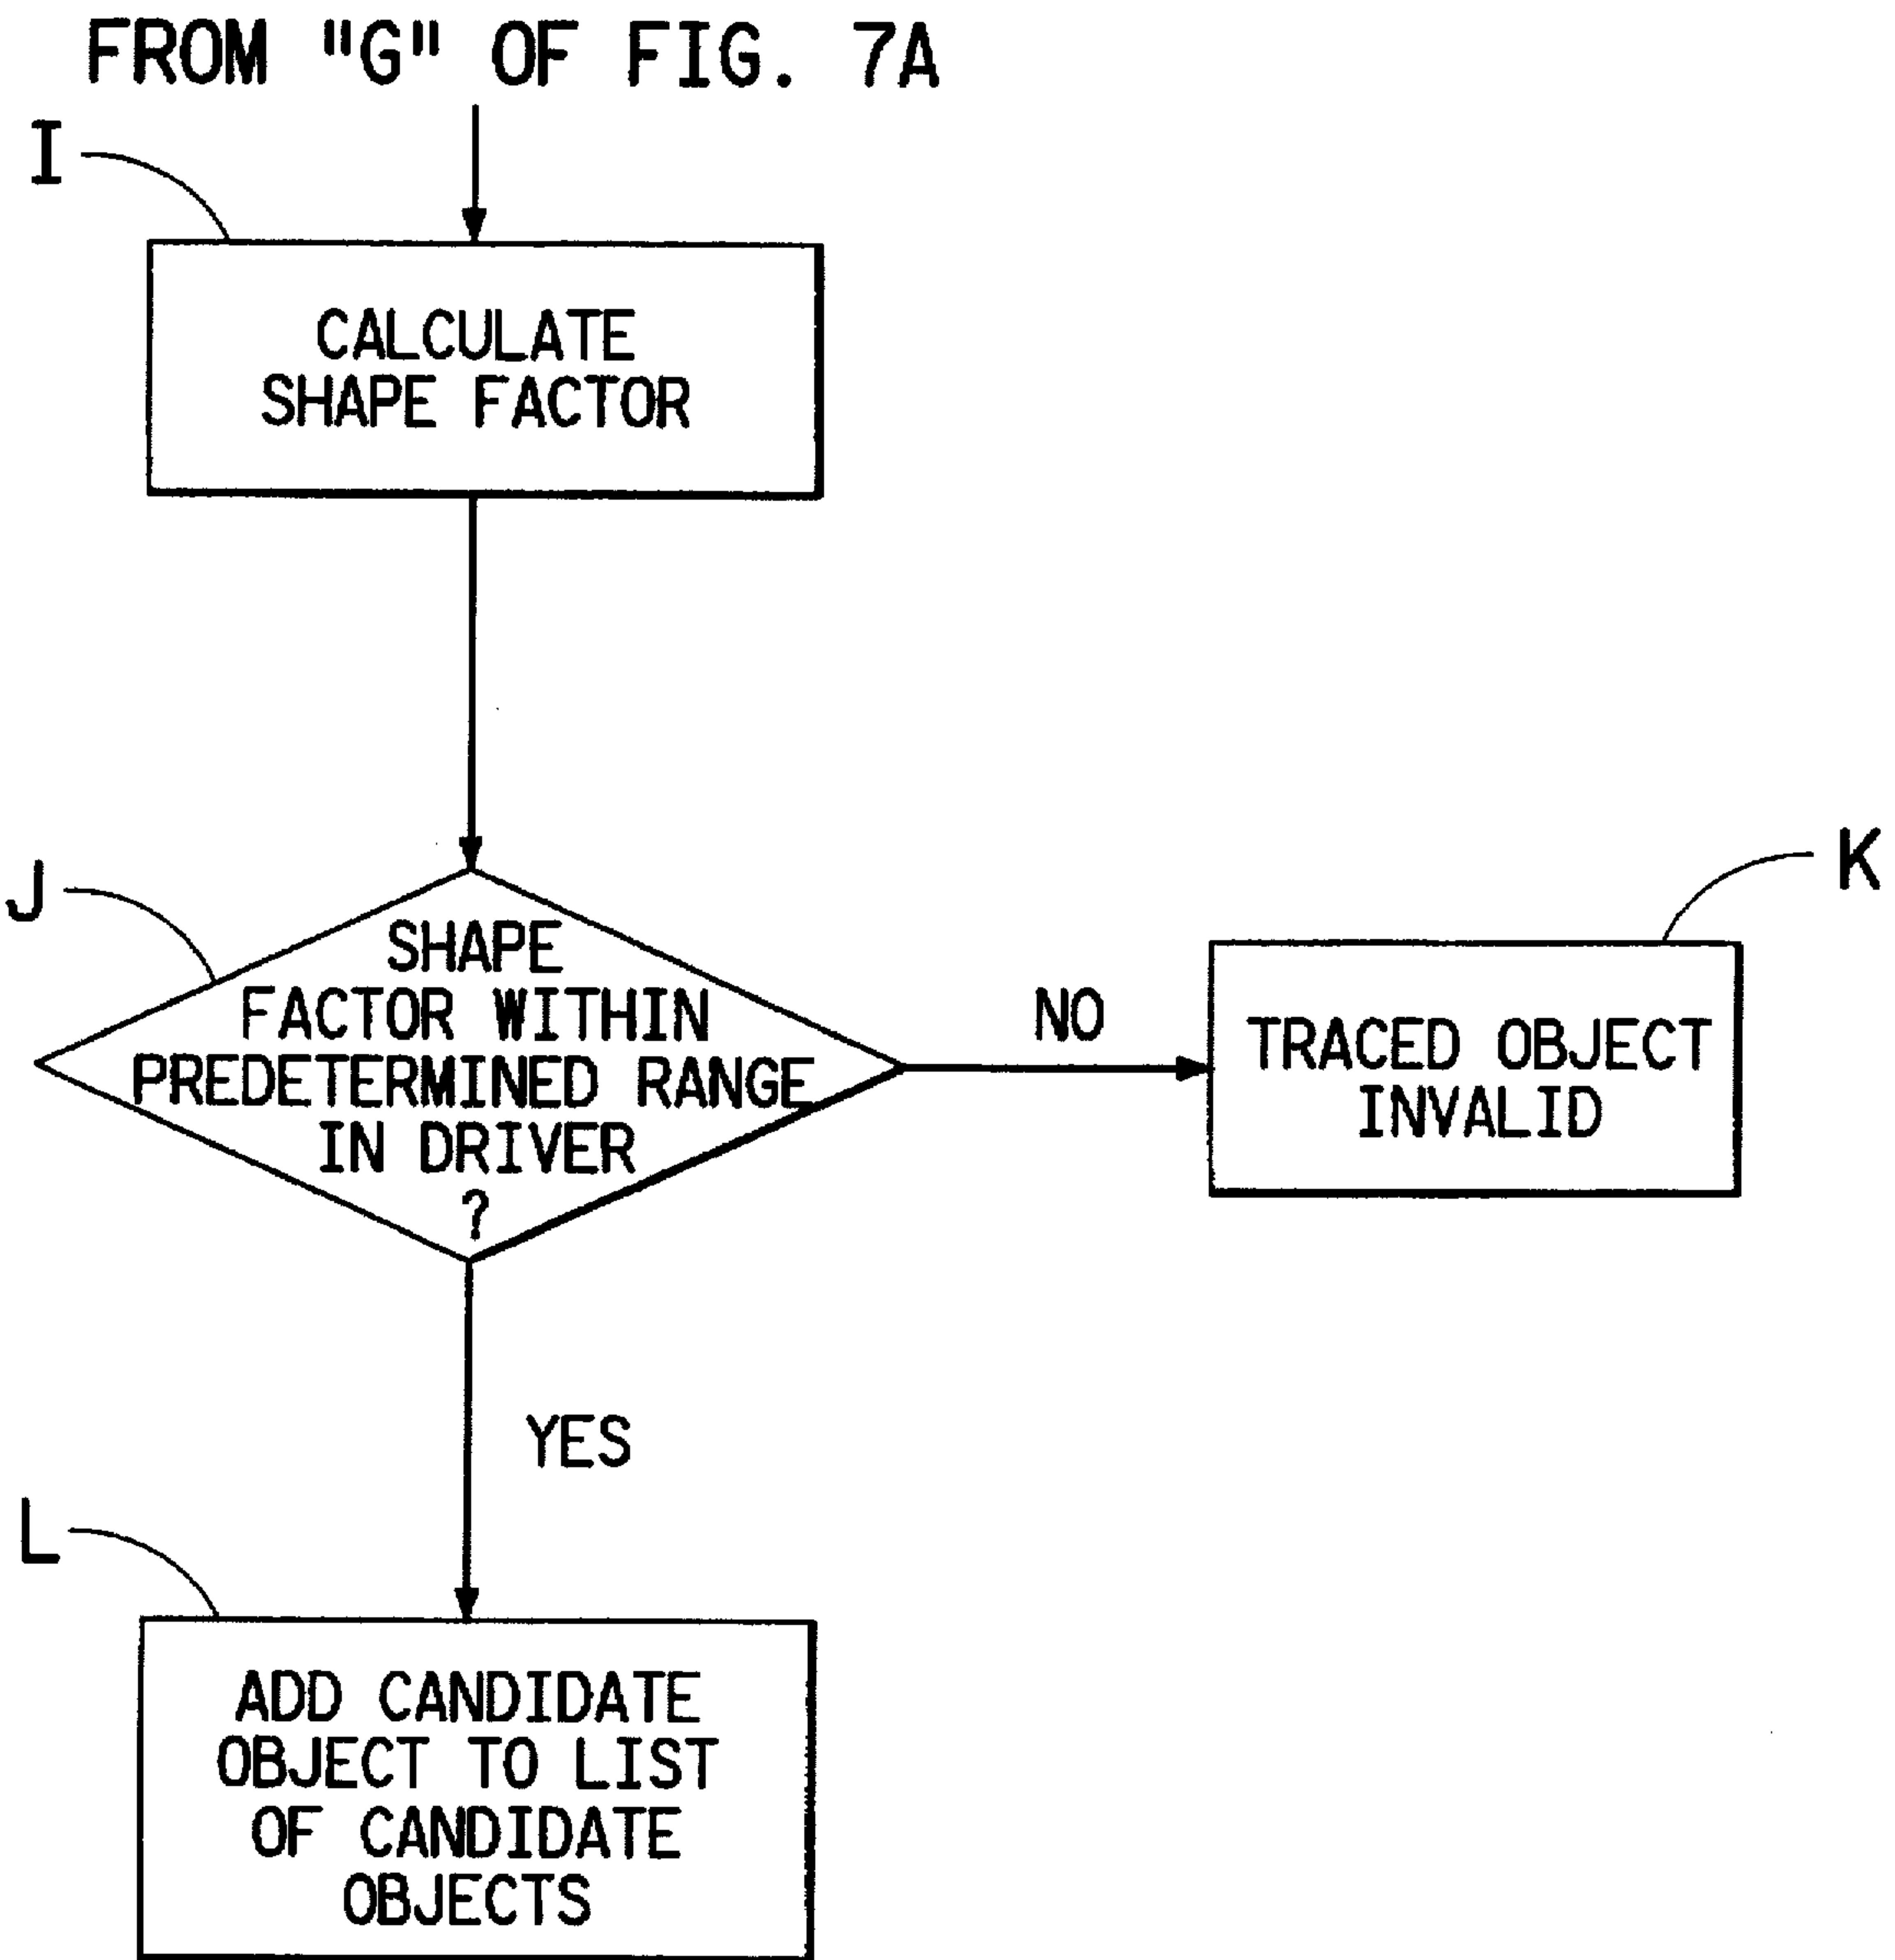 FROM "G" OF FIG. 7A
I
CALCULATE
SHAPE FACTOR
J
SHAPE
FACTOR WITHIN
PREDETERMINED RANGE
IN DRIVER
?
NO
K
TRACED OBJECT
INVALID
YES
L
ADD CANDIDATE
OBJECT TO LIST
OF CANDIDATE
OBJECTS